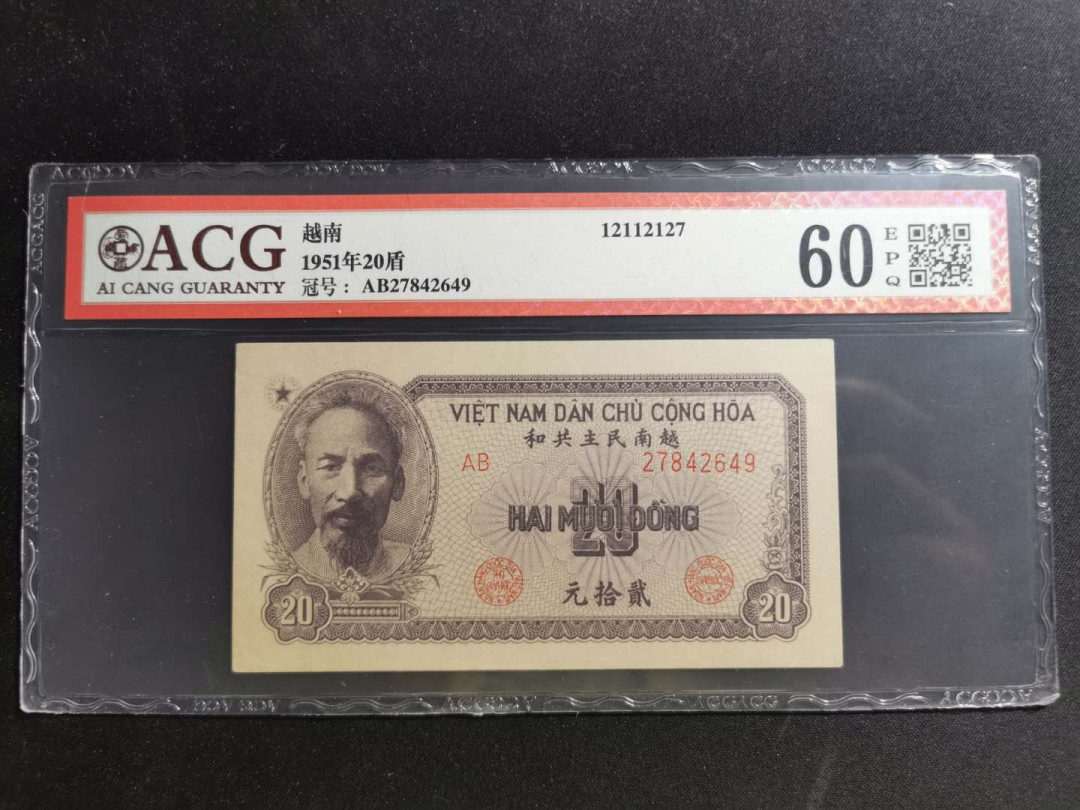 ACG
AI CANG GUARANTY
越南
1951年20盾
冠号： AB27842649
12112127
60
E
P
Q
VIỆT NAM DÂN CHỦ CỘNG HÒA
和共主民南越
AB 27842649
20
HAI MƯƠI ĐỒNG
元拾貳
20
20